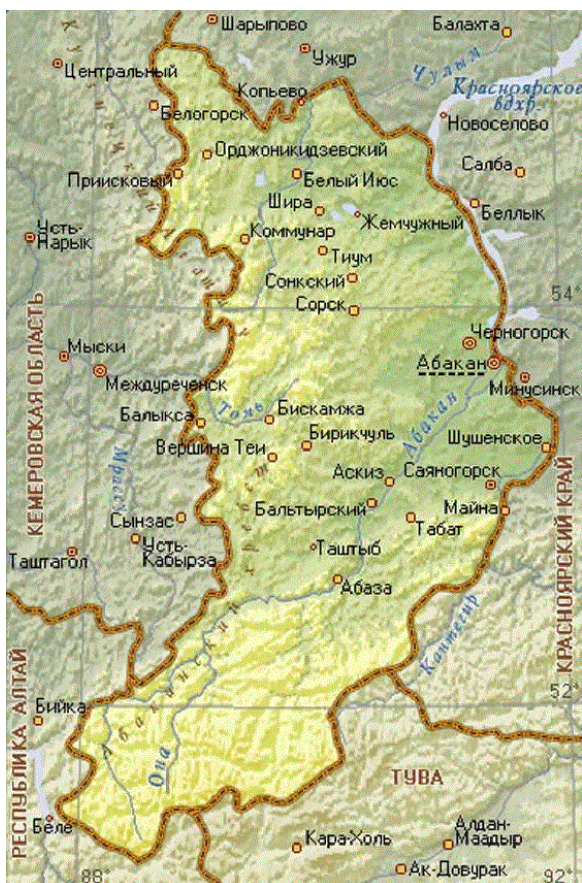 Шарыпово
Балахта
Ужур
Центральный
Чулым
Копьево
Красноярское
вдхр.
Белогорск
Новоселово
Орджоникидзевский
Салба
Приисковый
Белый Июс
Шира
Жемчужный
Беллык
Усть-
Нарык
Коммунар
Тиум
Сонкский
54°
Сорск
КЕМЕРОВСКАЯ ОБЛАСТЬ
Черногорск
Мыски
Абакан
Междуреченск
Минусинск
Томь
Абакан
Балыкса
Бискамжа
Бирикчуль
Шушенское
Вершина Теи
Мрассу
Аскиз
Саяногорск
Бальтырский
Майна
Сынзас
Табат
Усть-
Кабырза
Таштагол
Таштыб
хребет
Абаза
КРАСНОЯРСКИЙ КРАЙ
Кантегир
Абаканский
52°
Бийка
РЕСПУБЛИКА АЛТАЙ
Она
ТУВА
Беле
Кара-Холь
Алдан-
Маадыр
Ак-Довурак
88°
92°